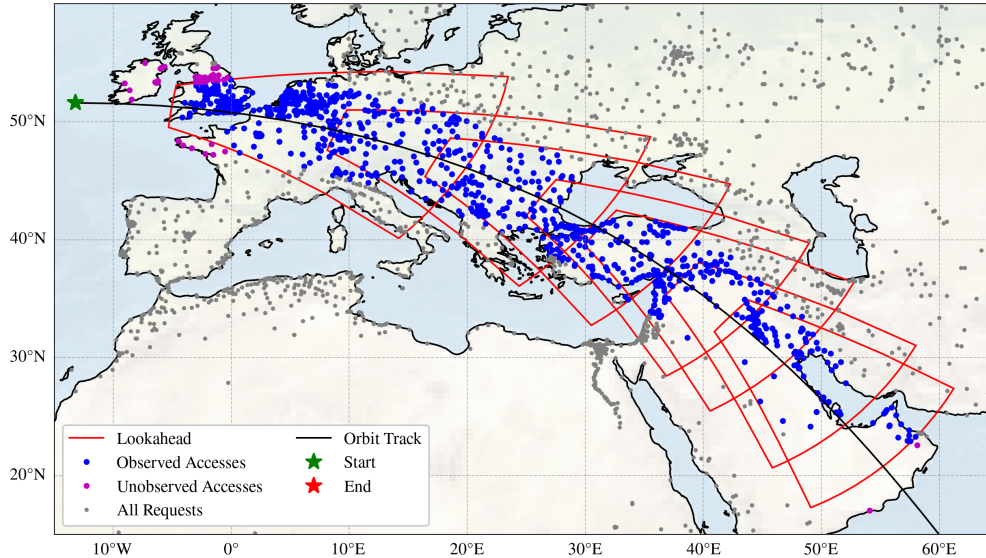 50°N
40°N
30°N
20°N
Lookahead
Observed Accesses
Unobserved Accesses
All Requests
Orbit Track
Start
End
10°W
0°
10°E
20°E
30°E
40°E
50°E
60°E